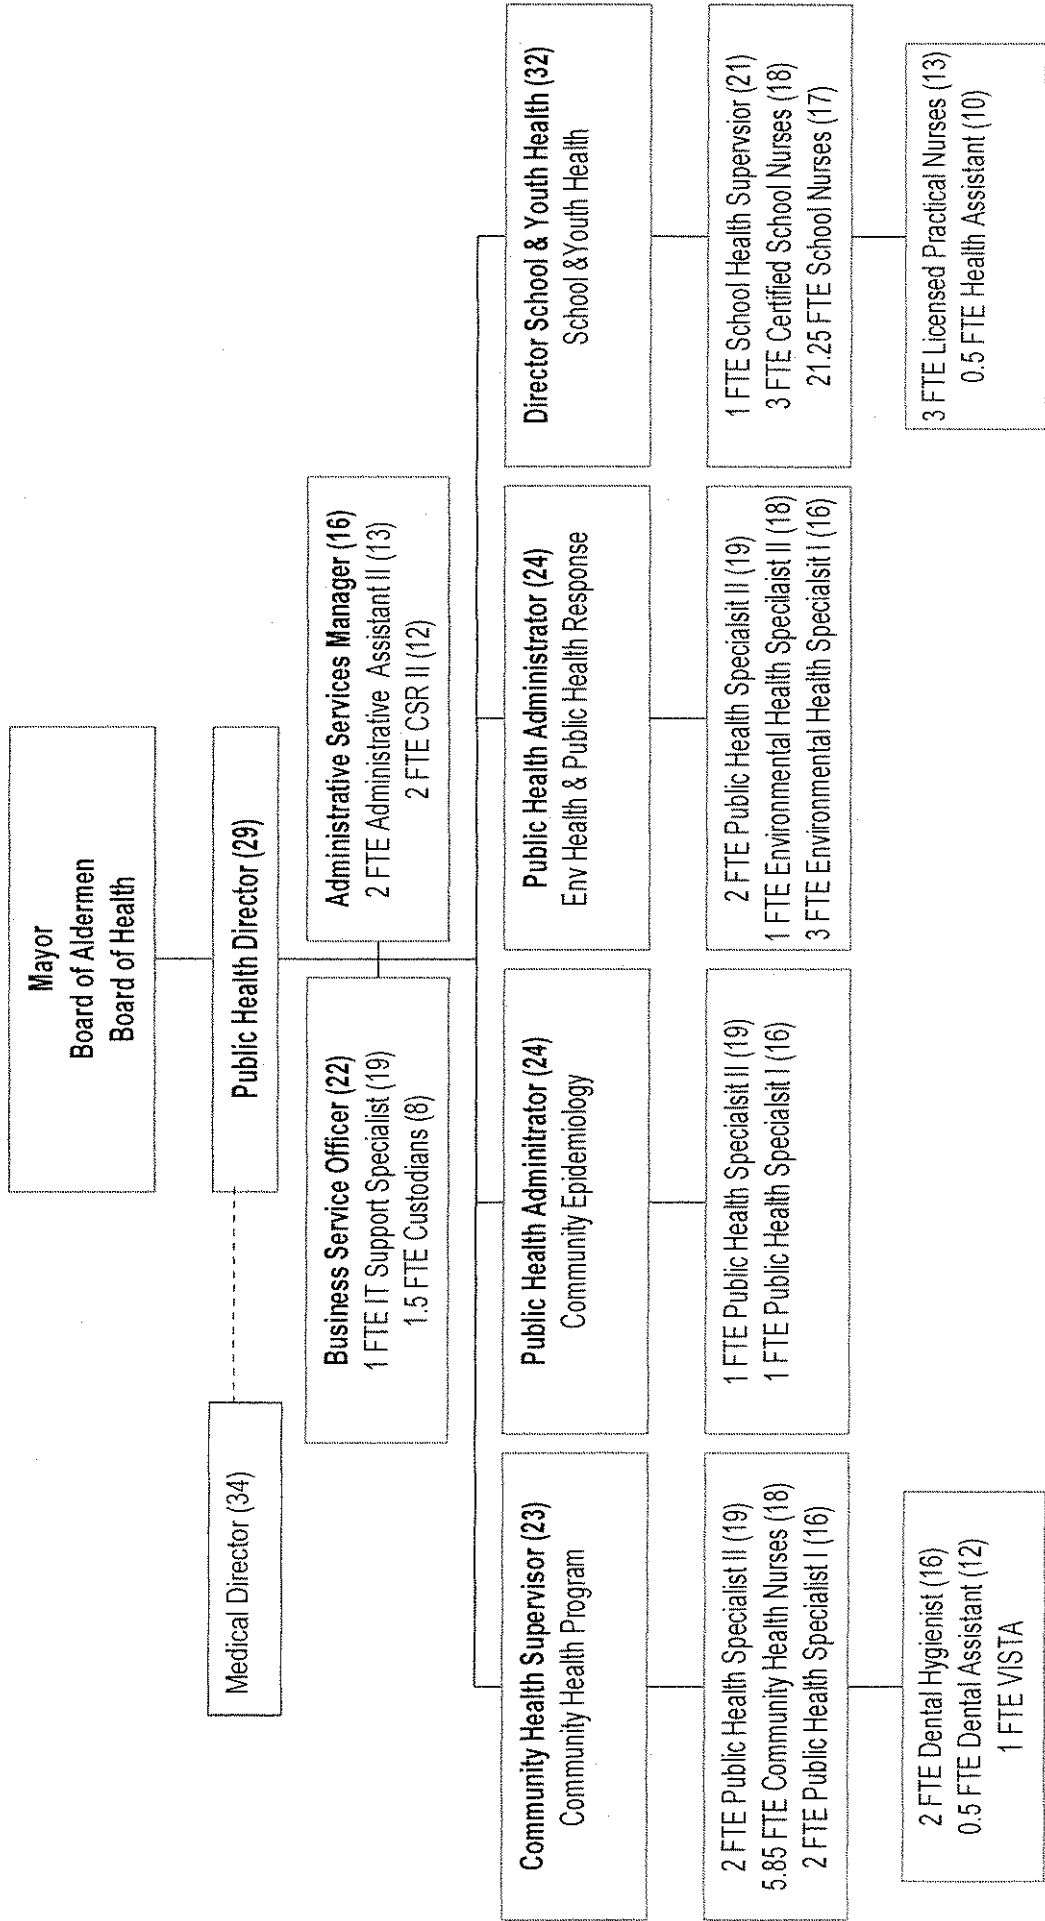 Mayor
Board of Aldermen
Board of Health
Medical Director (34)
Public Health Director (29)
Business Service Officer (22)
1 FTE IT Support Specialist (19)
1.5 FTE Custodians (8)
Administrative Services Manager (16)
2 FTE Administrative Assistant II (13)
2 FTE CSR II (12)
Community Health Supervisor (23)
Community Health Program
Public Health Adminitrator (24)
Community Epidemiology
Public Health Administrator (24)
Env Health & Public Health Response
Director School & Youth Health (32)
School &Youth Health
2 FTE Public Health Specialist II (19)
5.85 FTE Community Health Nurses (18)
2 FTE Public Health Specialist I (16)
1 FTE Public Health Specialsit II (19)
1 FTE Public Health Specialsit I (16)
2 FTE Public Health Specialsit II (19)
1 FTE Environmental Health Specilaist II (18)
3 FTE Environmental Health Specialsit I (16)
1 FTE School Health Supervsior (21)
3 FTE Certified School Nurses (18)
21.25 FTE School Nurses (17)
2 FTE Dental Hygienist (16)
0.5 FTE Dental Assistant (12)
1 FTE VISTA
3 FTE Licensed Practical Nurses (13)
0.5 FTE Health Assistant (10)